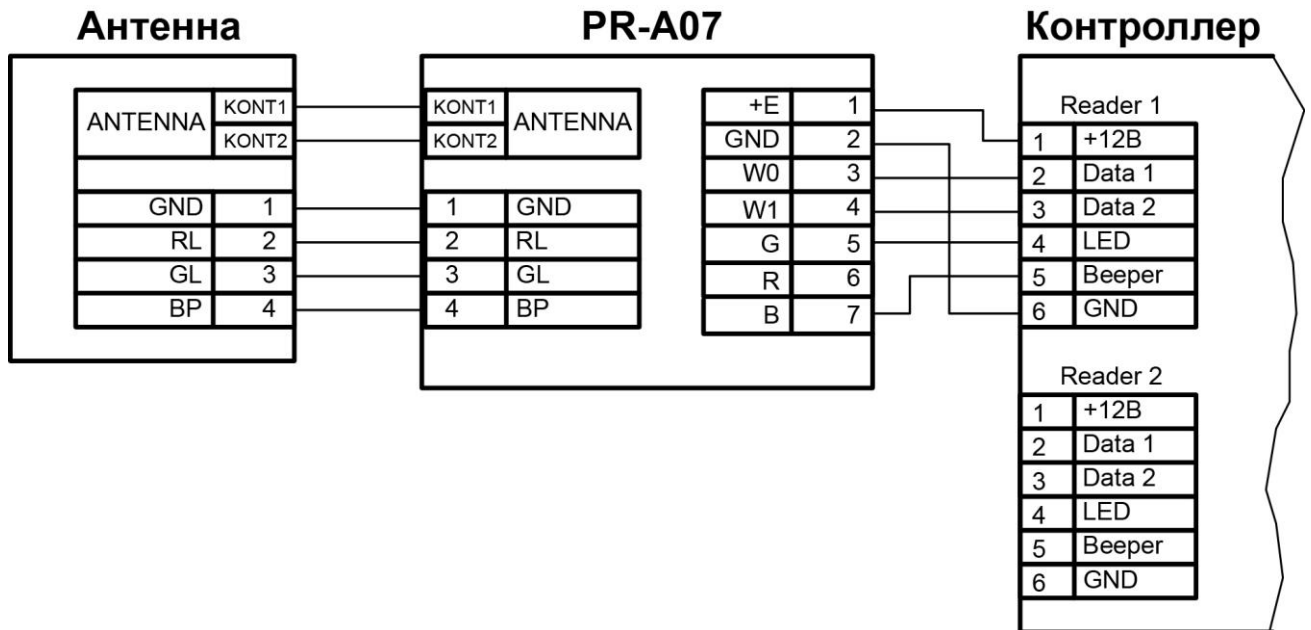 Антенна PR-A07 Контроллер
ANTENNA KONT1
KONT2
GND 1
RL 2
GL 3
BP 4
KONT1 ANTENNA
KONT2
1 GND
2 RL
3 GL
4 BP
+E 1
GND 2
W0 3
W1 4
G 5
R 6
B 7
Reader 1
1 +12В
2 Data 1
3 Data 2
4 LED
5 Beeper
6 GND
Reader 2
1 +12В
2 Data 1
3 Data 2
4 LED
5 Beeper
6 GND